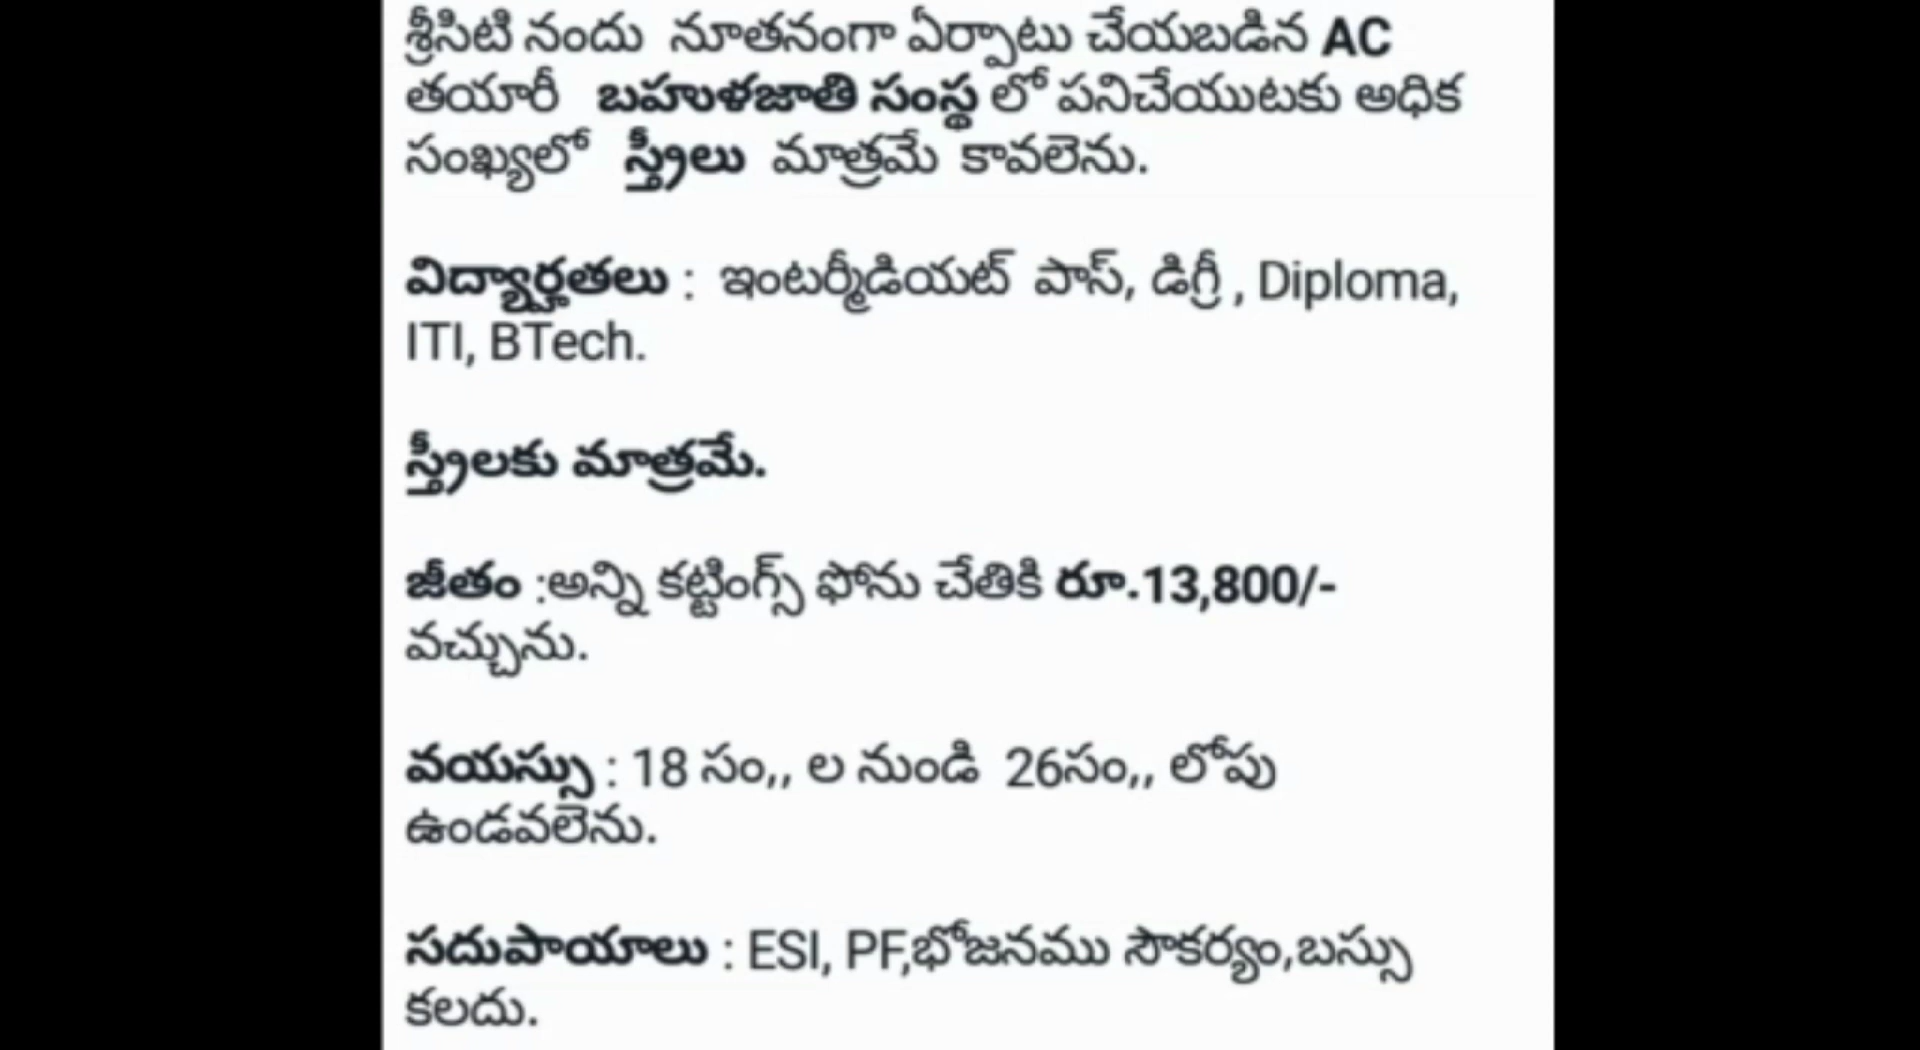 శ్రీసిటి నందు నూతనంగా ఏర్పాటు చేయబడిన AC
తయారీ బహుళజాతి సంస్థ లో పనిచేయుటకు అధిక
సంఖ్యలో స్త్రీలు మాత్రమే కావలెను.
విద్యార్హతలు : ఇంటర్మీడియట్ పాస్, డిగ్రీ , Diploma,
ITI, BTech.
స్త్రీలకు మాత్రమే.
జీతం :అన్ని కట్టింగ్స్ ఫోను చేతికి రూ.13,800/-
వచ్చును.
వయస్సు : 18 సం,, ల నుండి 26సం,, లోపు
ఉండవలెను.
సదుపాయాలు : ESI, PF,భోజనము సౌకర్యం,బస్సు
కలదు.